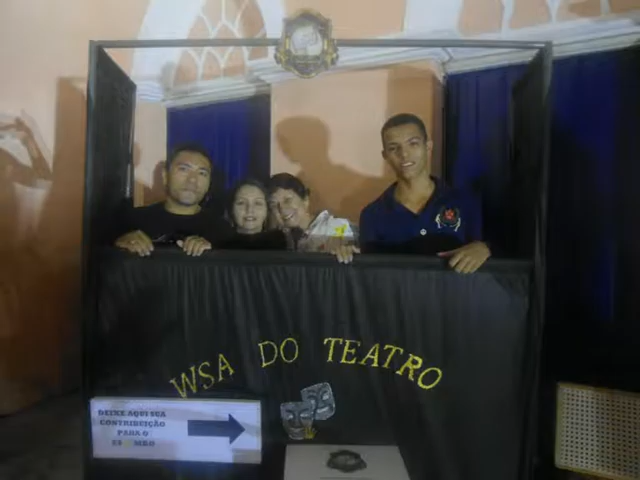 WSA DO TEATRO
DEIXE AQUI SUA
CONTRIBUIÇÃO
PARA O